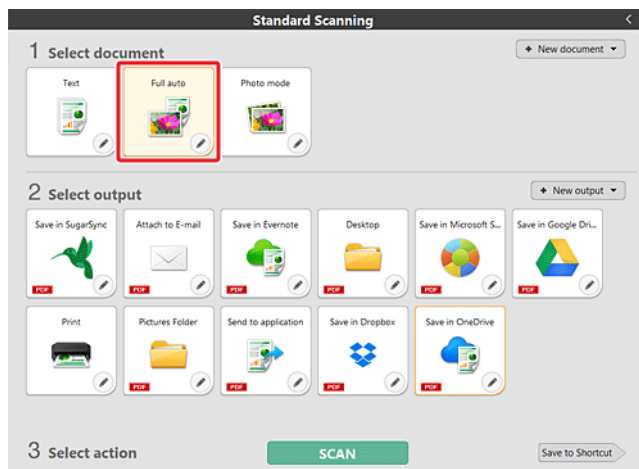 Standard Scanning
1 Select document
+ New document
Text
Full auto
Photo mode
2 Select output
+ New output
Save in SugarSync
Attach to E-mail
Save in Evernote
Desktop
Save in Microsoft S...
Save in Google Dri...
PDF
PDF
PDF
PDF
PDF
PDF
Print
Pictures Folder
Send to application
Save in Dropbox
Save in OneDrive
PDF
PDF
PDF
PDF
3 Select action
SCAN
Save to Shortcut